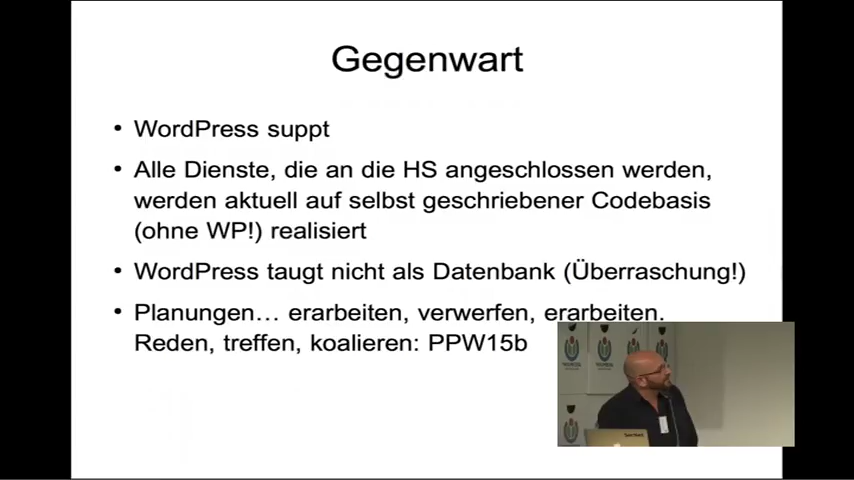 Gegenwart
• WordPress suppt
• Alle Dienste, die an die HS angeschlossen werden,
werden aktuell auf selbst geschriebener Codebasis
(ohne WP!) realisiert
• WordPress taugt nicht als Datenbank (Überraschung!)
• Planungen… erarbeiten, verwerfen, erarbeiten.
Reden, treffen, koalieren: PPW15b